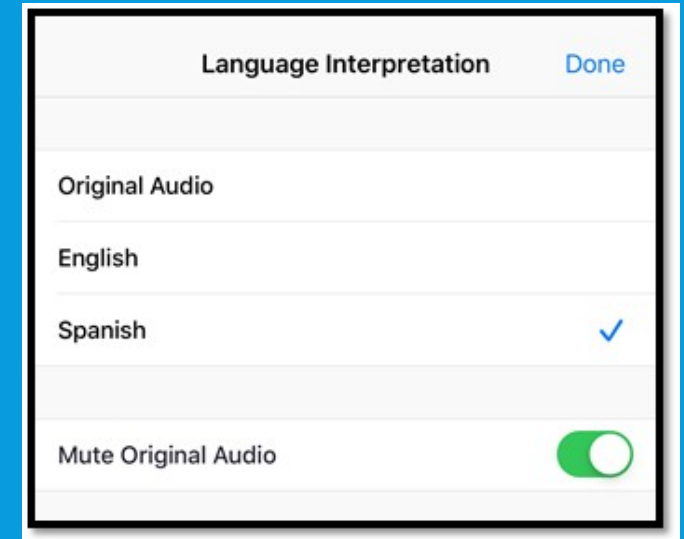 Language Interpretation Done
Original Audio
English
Spanish
Mute Original Audio